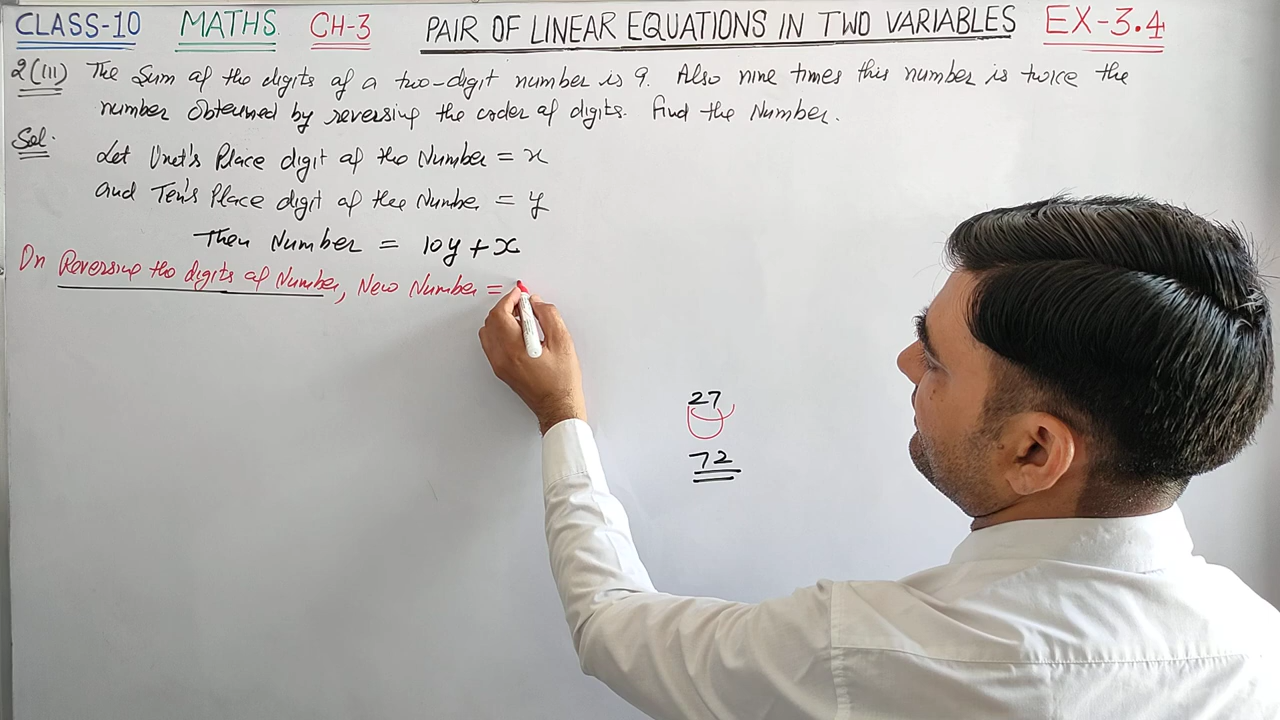 CLASS-10 MATHS CH-3 PAIR OF LINEAR EQUATIONS IN TWO VARIABLES EX-3.4
2(III) The Sum of the digits of a two-digit number is 9. Also nine times this number is twice the
number obtained by reversing the order of digits. Find the Number.
Sol.
Let Unit's Place digit of the Number = x
and Ten's Place digit of the Number = y
Then Number = 10y + x
On Reversing the digits of Number, New Number =
27
72